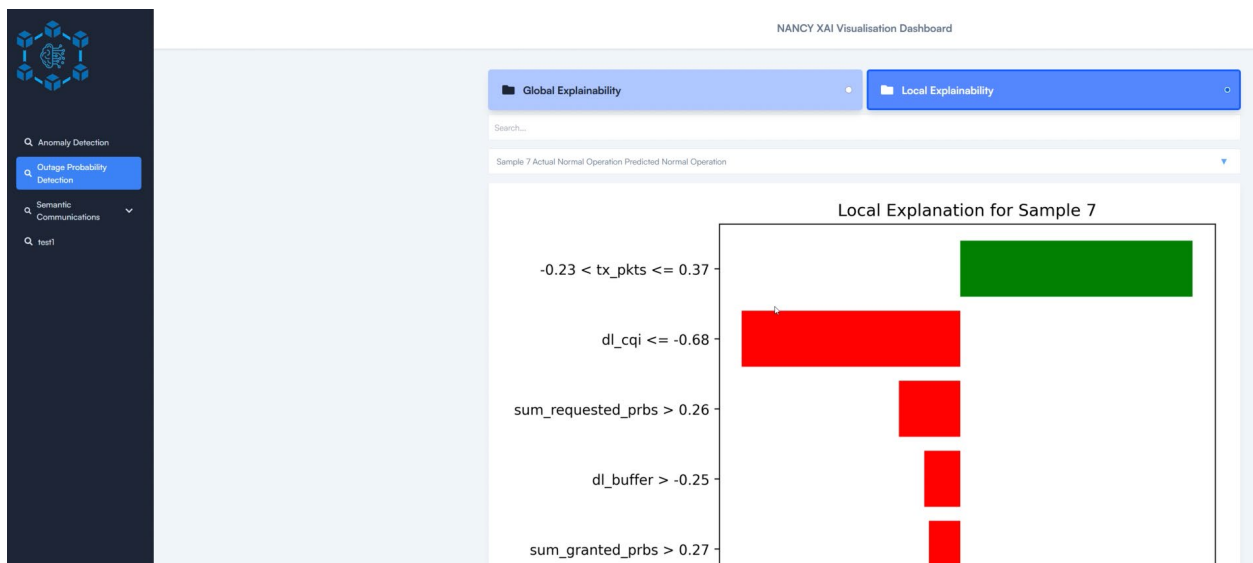 NANCY XAI Visualisation Dashboard
Global Explainability
Local Explainability
Search...
Anomaly Detection
Outage Probability
Detection
Semantic
Communications
test1
Sample 7 Actual Normal Operation Predicted Normal Operation
Local Explanation for Sample 7
-0.23 < tx_pkts <= 0.37
dl_cqi <= -0.68
sum_requested_prbs > 0.26
dl_buffer > -0.25
sum_granted_prbs > 0.27